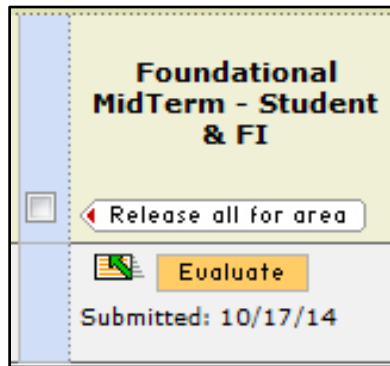 Foundational
MidTerm - Student
& FI
Release all for area
Evaluate
Submitted: 10/17/14